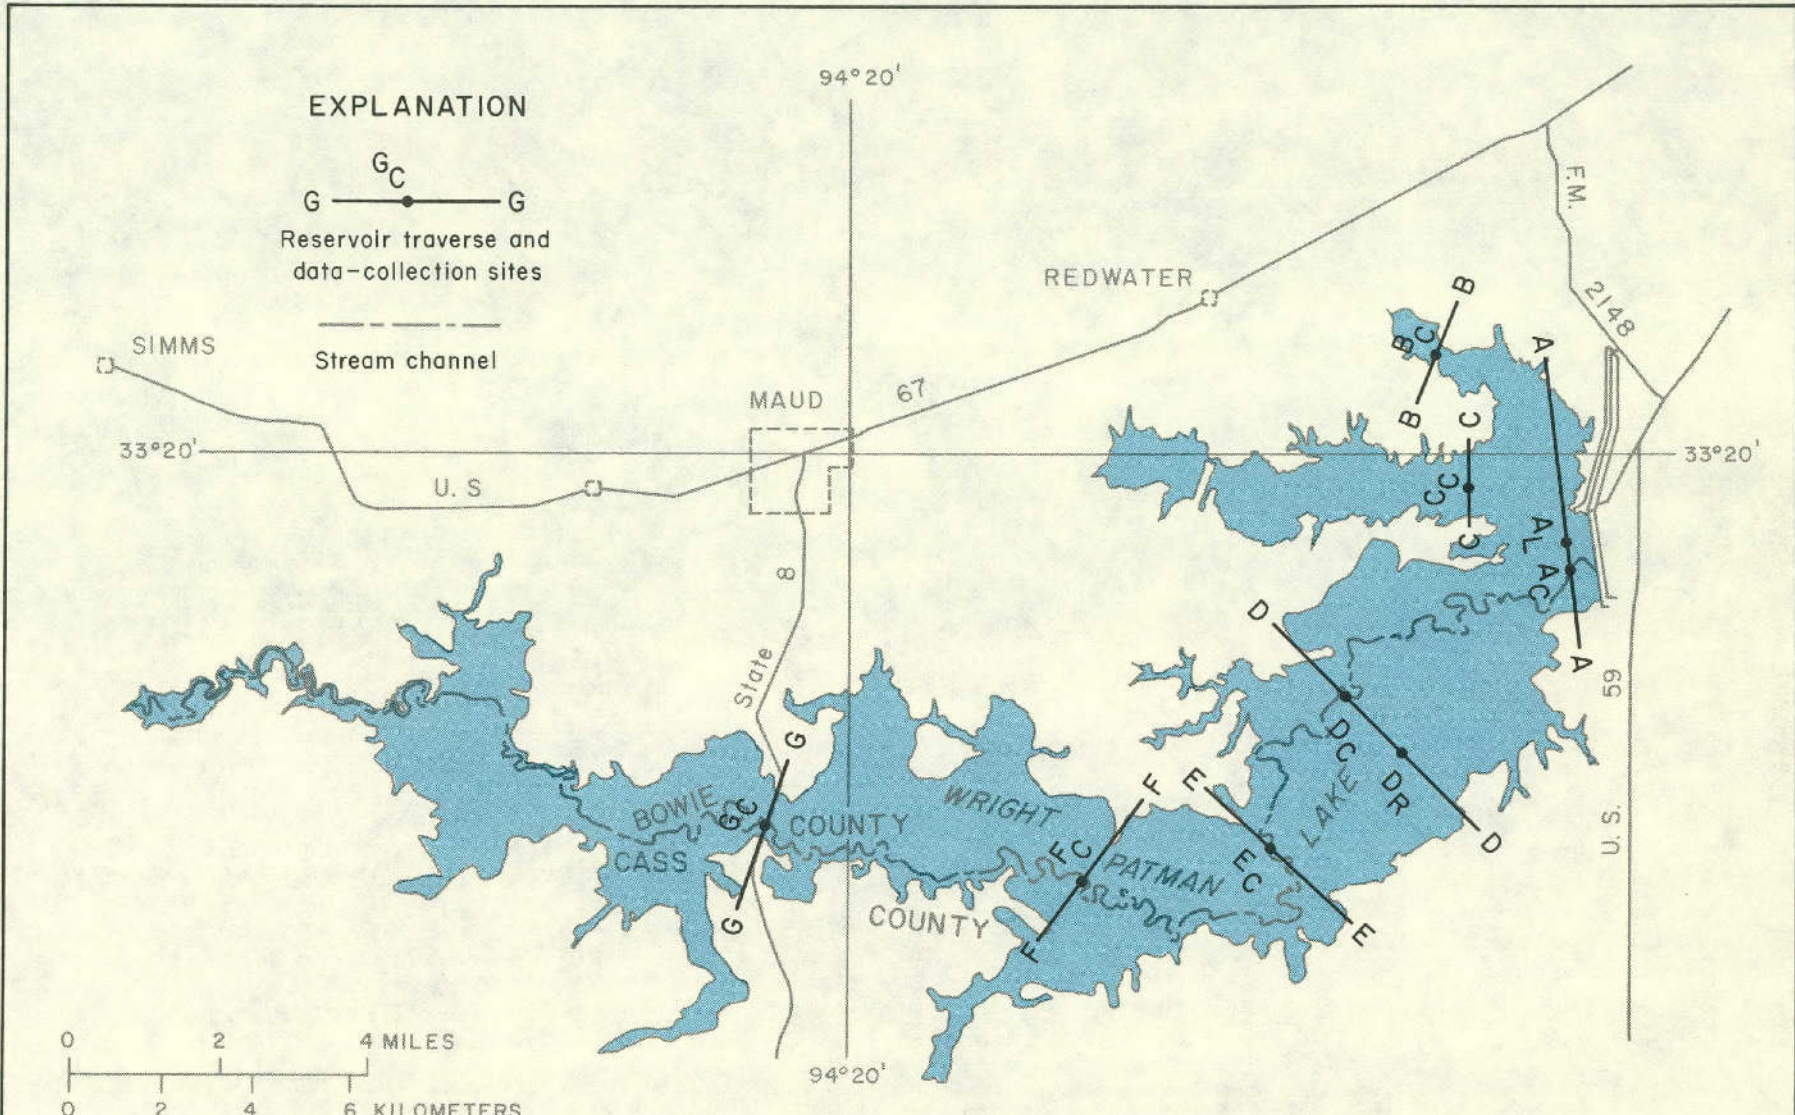 94°20'
EXPLANATION
GC
G G
Reservoir traverse and
data-collection sites
Stream channel
SIMMS
REDWATER
MAUD
67
F.M.
2148
33°20'
33°20'
U.S
8
State
B
BC
B
A
C
CC
C
AL
AC
A
D
DC
DR
D
59
U.S.
G
GC
G
BOWIE
COUNTY
CASS
COUNTY
WRIGHT
PATMAN
LAKE
F
FC
F
E
EC
E
94°20'
0 2 4 MILES
0 2 4 6 KILOMETERS